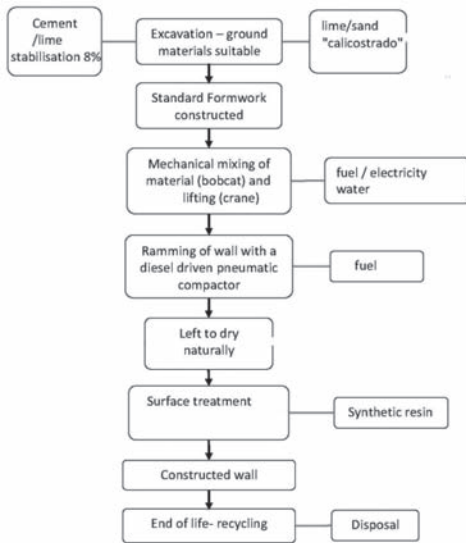 Cement
/lime
stabilisation 8%
Excavation – ground
materials suitable
lime/sand
"calicostrado"
Standard Formwork
constructed
Mechanical mixing of
material (bobcat) and
lifting (crane)
fuel / electricity
water
Ramming of wall with a
diesel driven pneumatic
compactor
fuel
Left to dry
naturally
Surface treatment
Synthetic resin
Constructed wall
End of life- recycling
Disposal